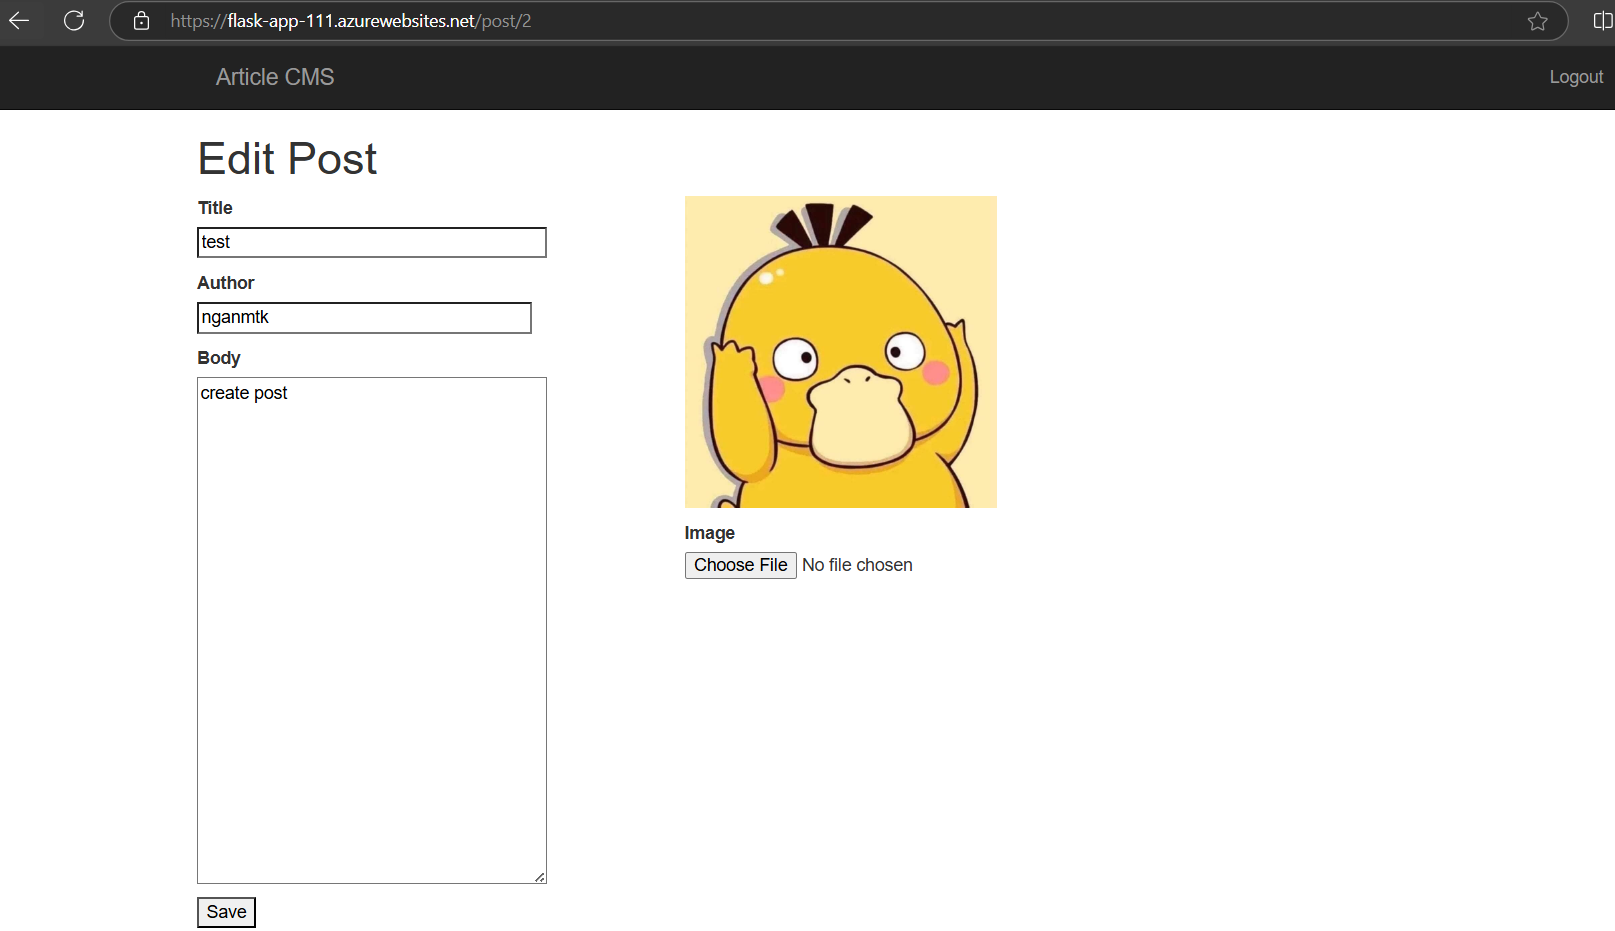 https://flask-app-111.azurewebsites.net/post/2
Article CMS
Logout
Edit Post
Title
test
Author
nganmtk
Body
create post
Image
Choose File No file chosen
Save